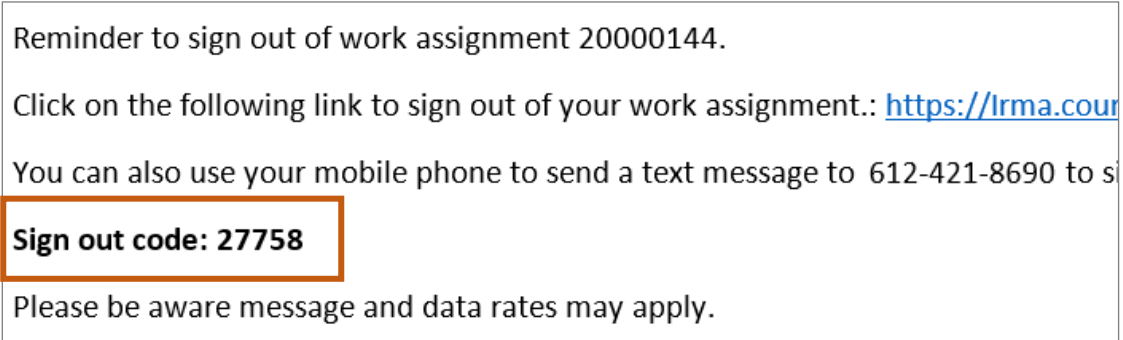 Reminder to sign out of work assignment 20000144.
Click on the following link to sign out of your work assignment.: https://Irma.cour
You can also use your mobile phone to send a text message to 612-421-8690 to si
Sign out code: 27758
Please be aware message and data rates may apply.